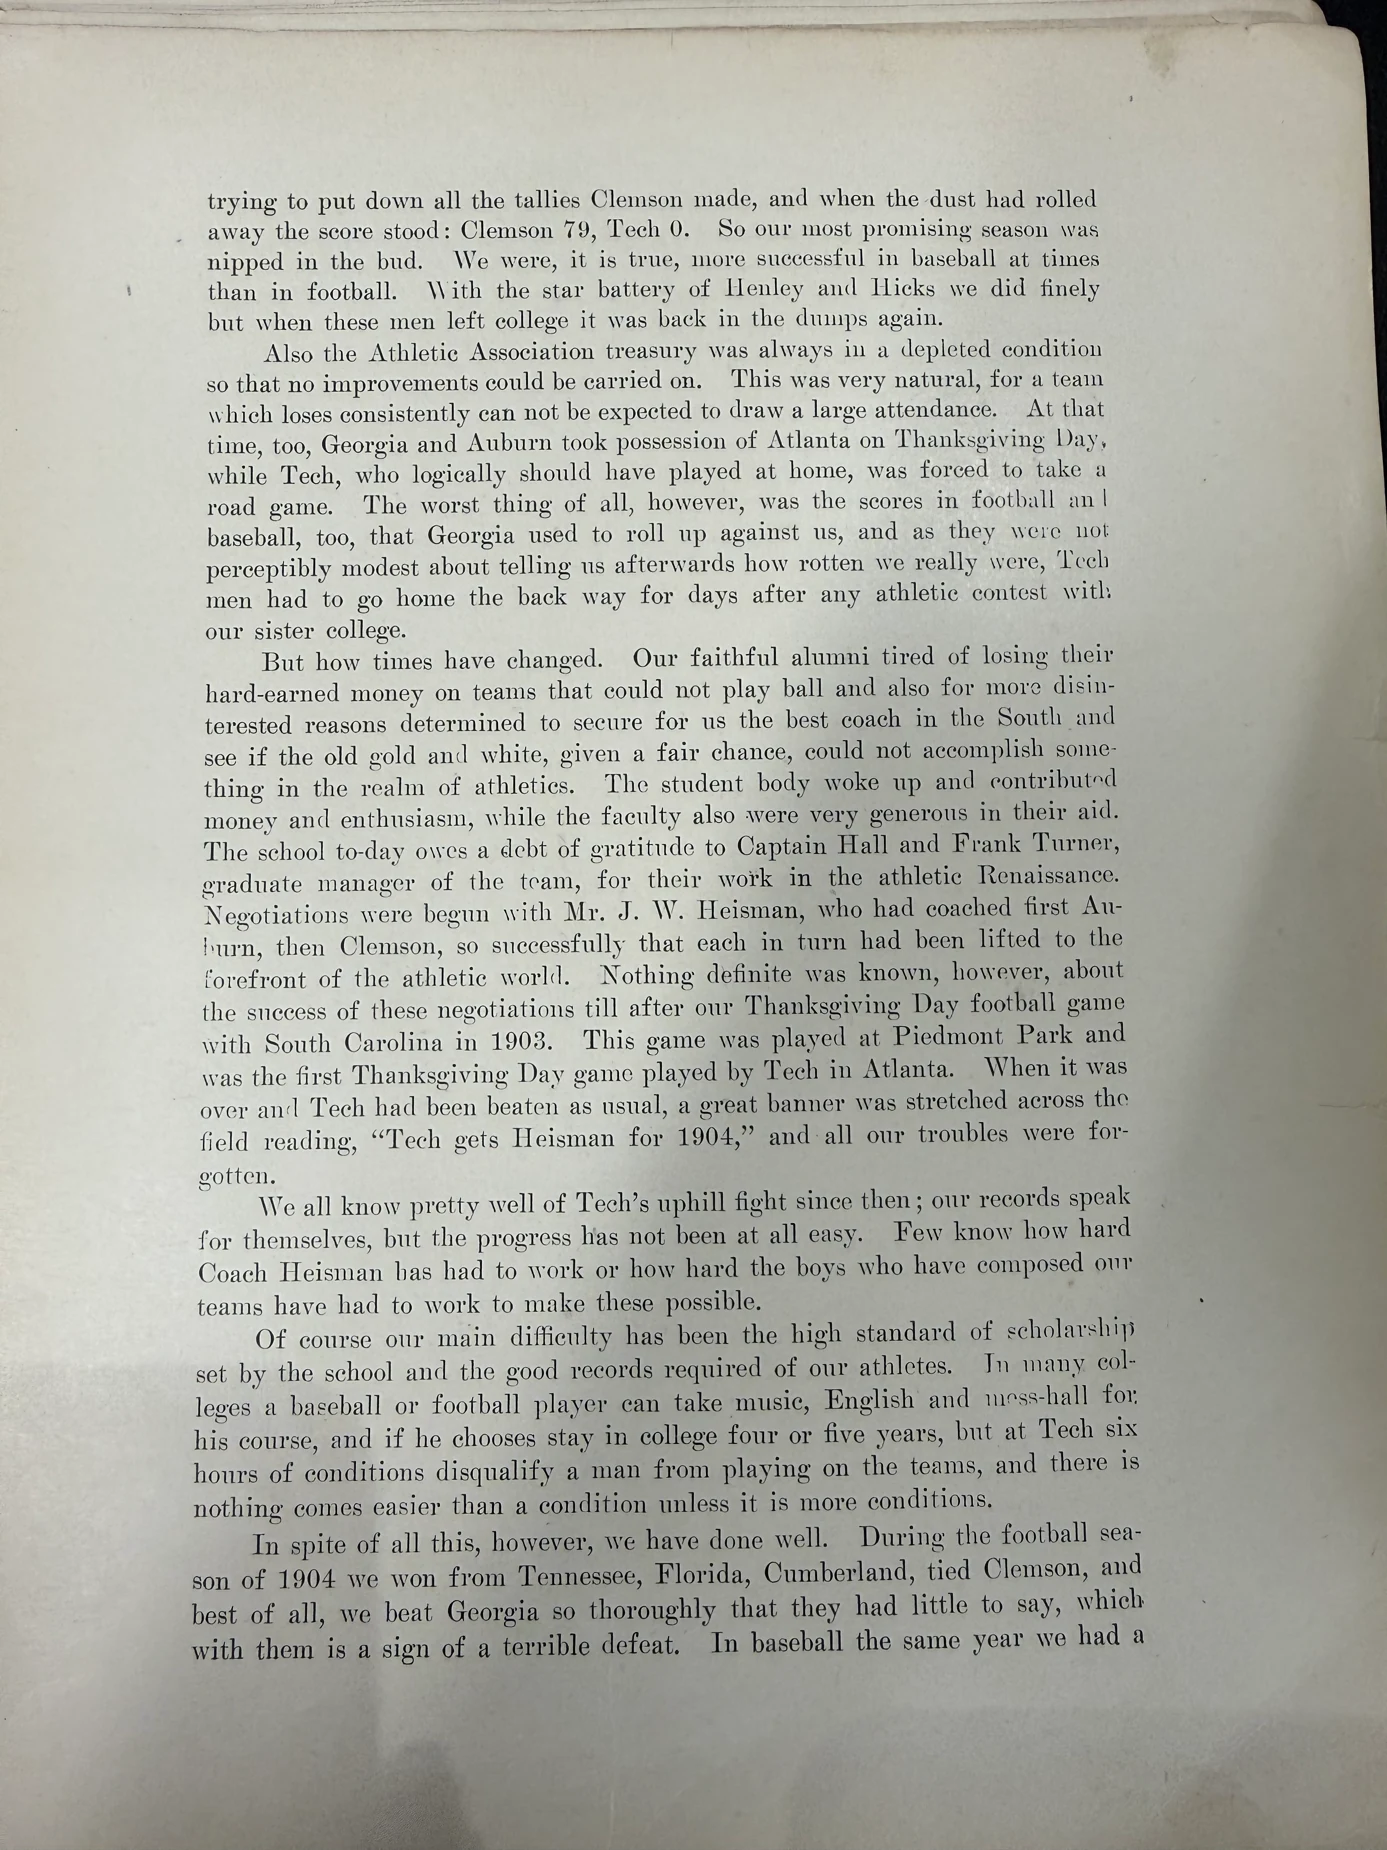 trying to put down all the tallies Clemson made, and when the dust had rolled
away the score stood: Clemson 79, Tech 0. So our most promising season was
nipped in the bud. We were, it is true, more successful in baseball at times
than in football. With the star battery of Henley and Hicks we did finely
but when these men left college it was back in the dumps again.
Also the Athletic Association treasury was always in a depleted condition
so that no improvements could be carried on. This was very natural, for a team
which loses consistently can not be expected to draw a large attendance. At that
time, too, Georgia and Auburn took possession of Atlanta on Thanksgiving Day,
while Tech, who logically should have played at home, was forced to take a
road game. The worst thing of all, however, was the scores in football and
baseball, too, that Georgia used to roll up against us, and as they were not
perceptibly modest about telling us afterwards how rotten we really were, Tech
men had to go home the back way for days after any athletic contest with
our sister college.
But how times have changed. Our faithful alumni tired of losing their
hard-earned money on teams that could not play ball and also for more disin-
terested reasons determined to secure for us the best coach in the South and
see if the old gold and white, given a fair chance, could not accomplish some-
thing in the realm of athletics. The student body woke up and contributed
money and enthusiasm, while the faculty also were very generous in their aid.
The school to-day owes a debt of gratitude to Captain Hall and Frank Turner,
graduate manager of the team, for their work in the athletic Renaissance.
Negotiations were begun with Mr. J. W. Heisman, who had coached first Au-
burn, then Clemson, so successfully that each in turn had been lifted to the
forefront of the athletic world. Nothing definite was known, however, about
the success of these negotiations till after our Thanksgiving Day football game
with South Carolina in 1903. This game was played at Piedmont Park and
was the first Thanksgiving Day game played by Tech in Atlanta. When it was
over and Tech had been beaten as usual, a great banner was stretched across the
field reading, “Tech gets Heisman for 1904,” and all our troubles were for-
gotten.
We all know pretty well of Tech's uphill fight since then; our records speak
for themselves, but the progress has not been at all easy. Few know how hard
Coach Heisman has had to work or how hard the boys who have composed our
teams have had to work to make these possible.
Of course our main difficulty has been the high standard of scholarship
set by the school and the good records required of our athletes. In many col-
leges a baseball or football player can take music, English and mess-hall for
his course, and if he chooses stay in college four or five years, but at Tech six
hours of conditions disqualify a man from playing on the teams, and there is
nothing comes easier than a condition unless it is more conditions.
In spite of all this, however, we have done well. During the football sea-
son of 1904 we won from Tennessee, Florida, Cumberland, tied Clemson, and
best of all, we beat Georgia so thoroughly that they had little to say, which
with them is a sign of a terrible defeat. In baseball the same year we had a